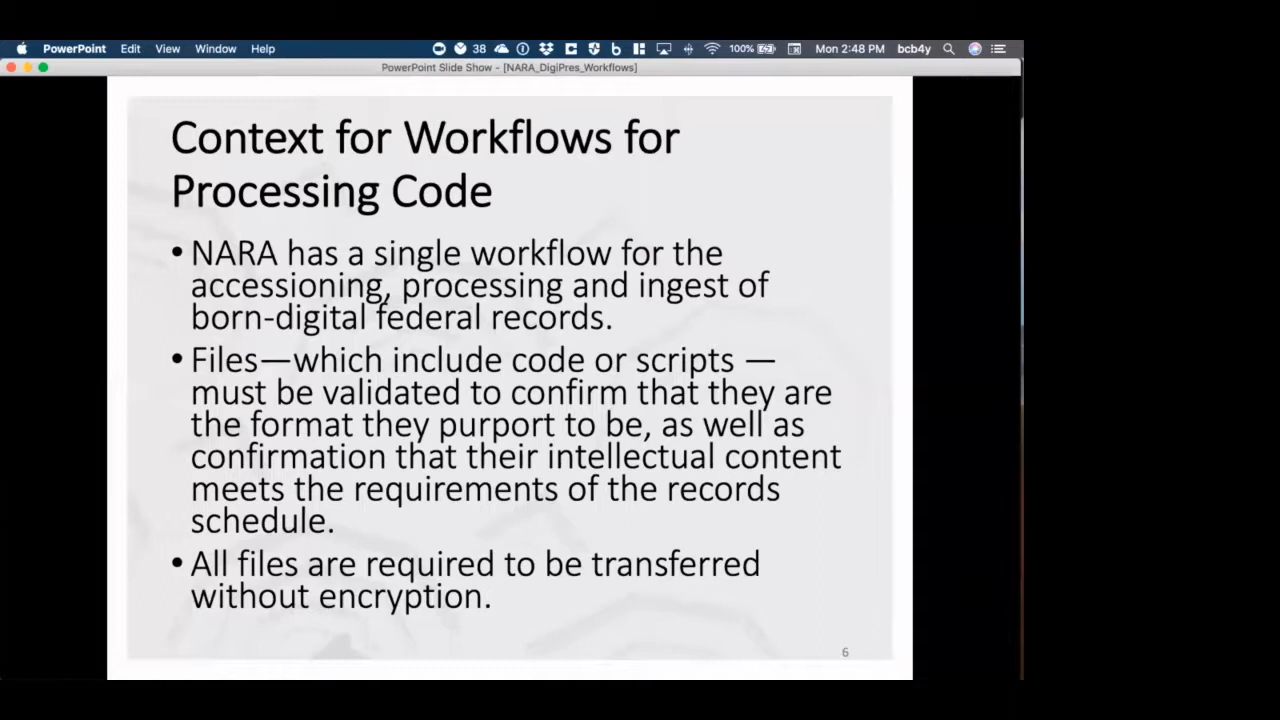 PowerPoint Edit View Window Help 38 100% Mon 2:48 PM bcb4y
PowerPoint Slide Show - [NARA_DigiPres_Workflows]
Context for Workflows for
Processing Code
• NARA has a single workflow for the
accessioning, processing and ingest of
born-digital federal records.
• Files—which include code or scripts —
must be validated to confirm that they are
the format they purport to be, as well as
confirmation that their intellectual content
meets the requirements of the records
schedule.
• All files are required to be transferred
without encryption.
6